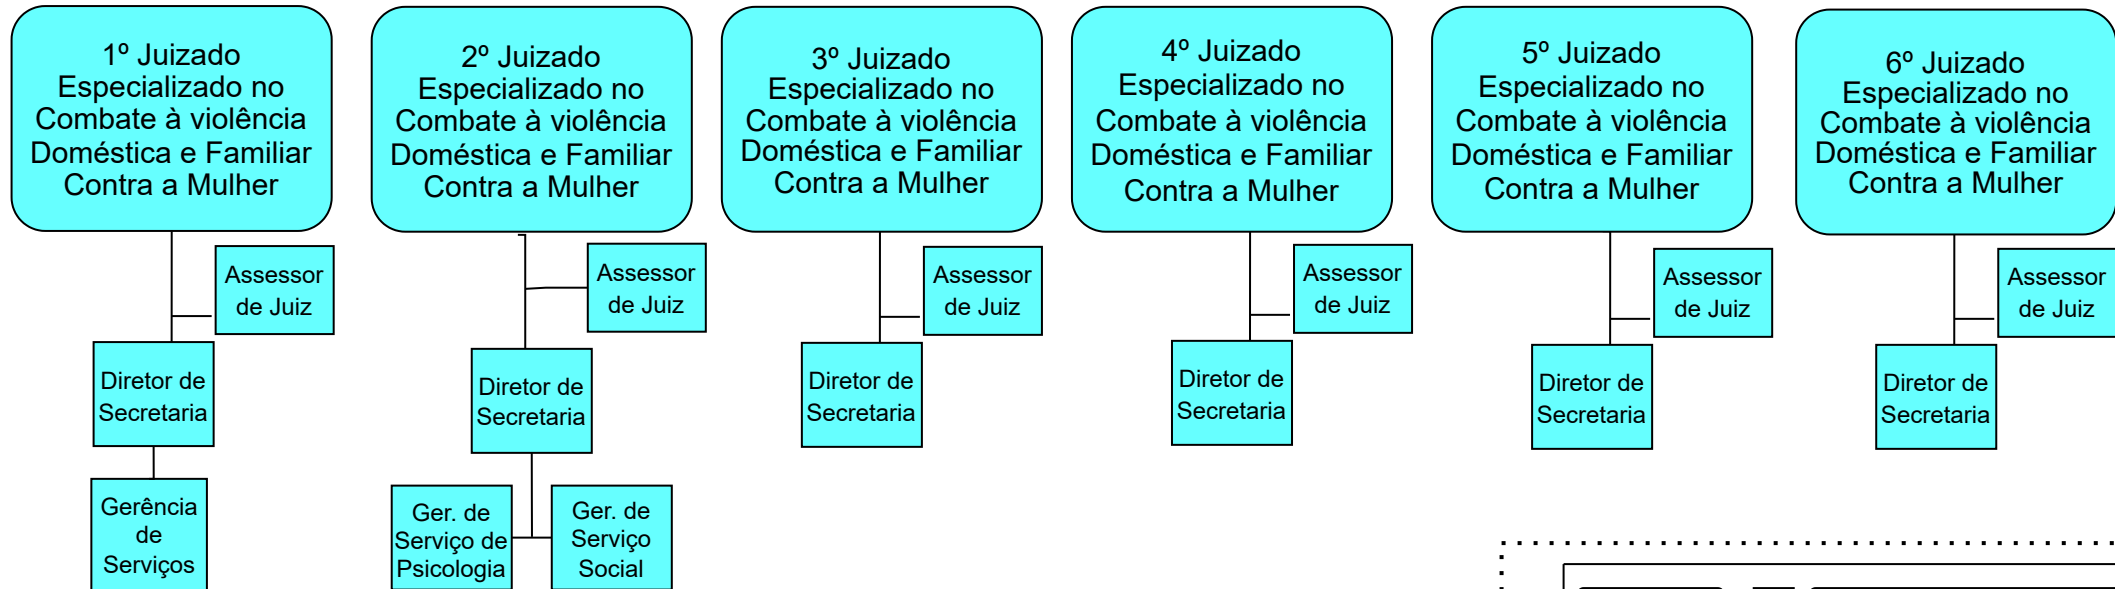 1º Juizado
Especializado no
Combate à violência
Doméstica e Familiar
Contra a Mulher
Assessor
de Juiz
Diretor de
Secretaria
Gerência
de
Serviços
2º Juizado
Especializado no
Combate à violência
Doméstica e Familiar
Contra a Mulher
Assessor
de Juiz
Diretor de
Secretaria
Ger. de
Serviço de
Psicologia
Ger. de
Serviço
Social
3º Juizado
Especializado no
Combate à violência
Doméstica e Familiar
Contra a Mulher
Assessor
de Juiz
Diretor de
Secretaria
4º Juizado
Especializado no
Combate à violência
Doméstica e Familiar
Contra a Mulher
Assessor
de Juiz
Diretor de
Secretaria
5º Juizado
Especializado no
Combate à violência
Doméstica e Familiar
Contra a Mulher
Assessor
de Juiz
Diretor de
Secretaria
6º Juizado
Especializado no
Combate à violência
Doméstica e Familiar
Contra a Mulher
Assessor
de Juiz
Diretor de
Secretaria